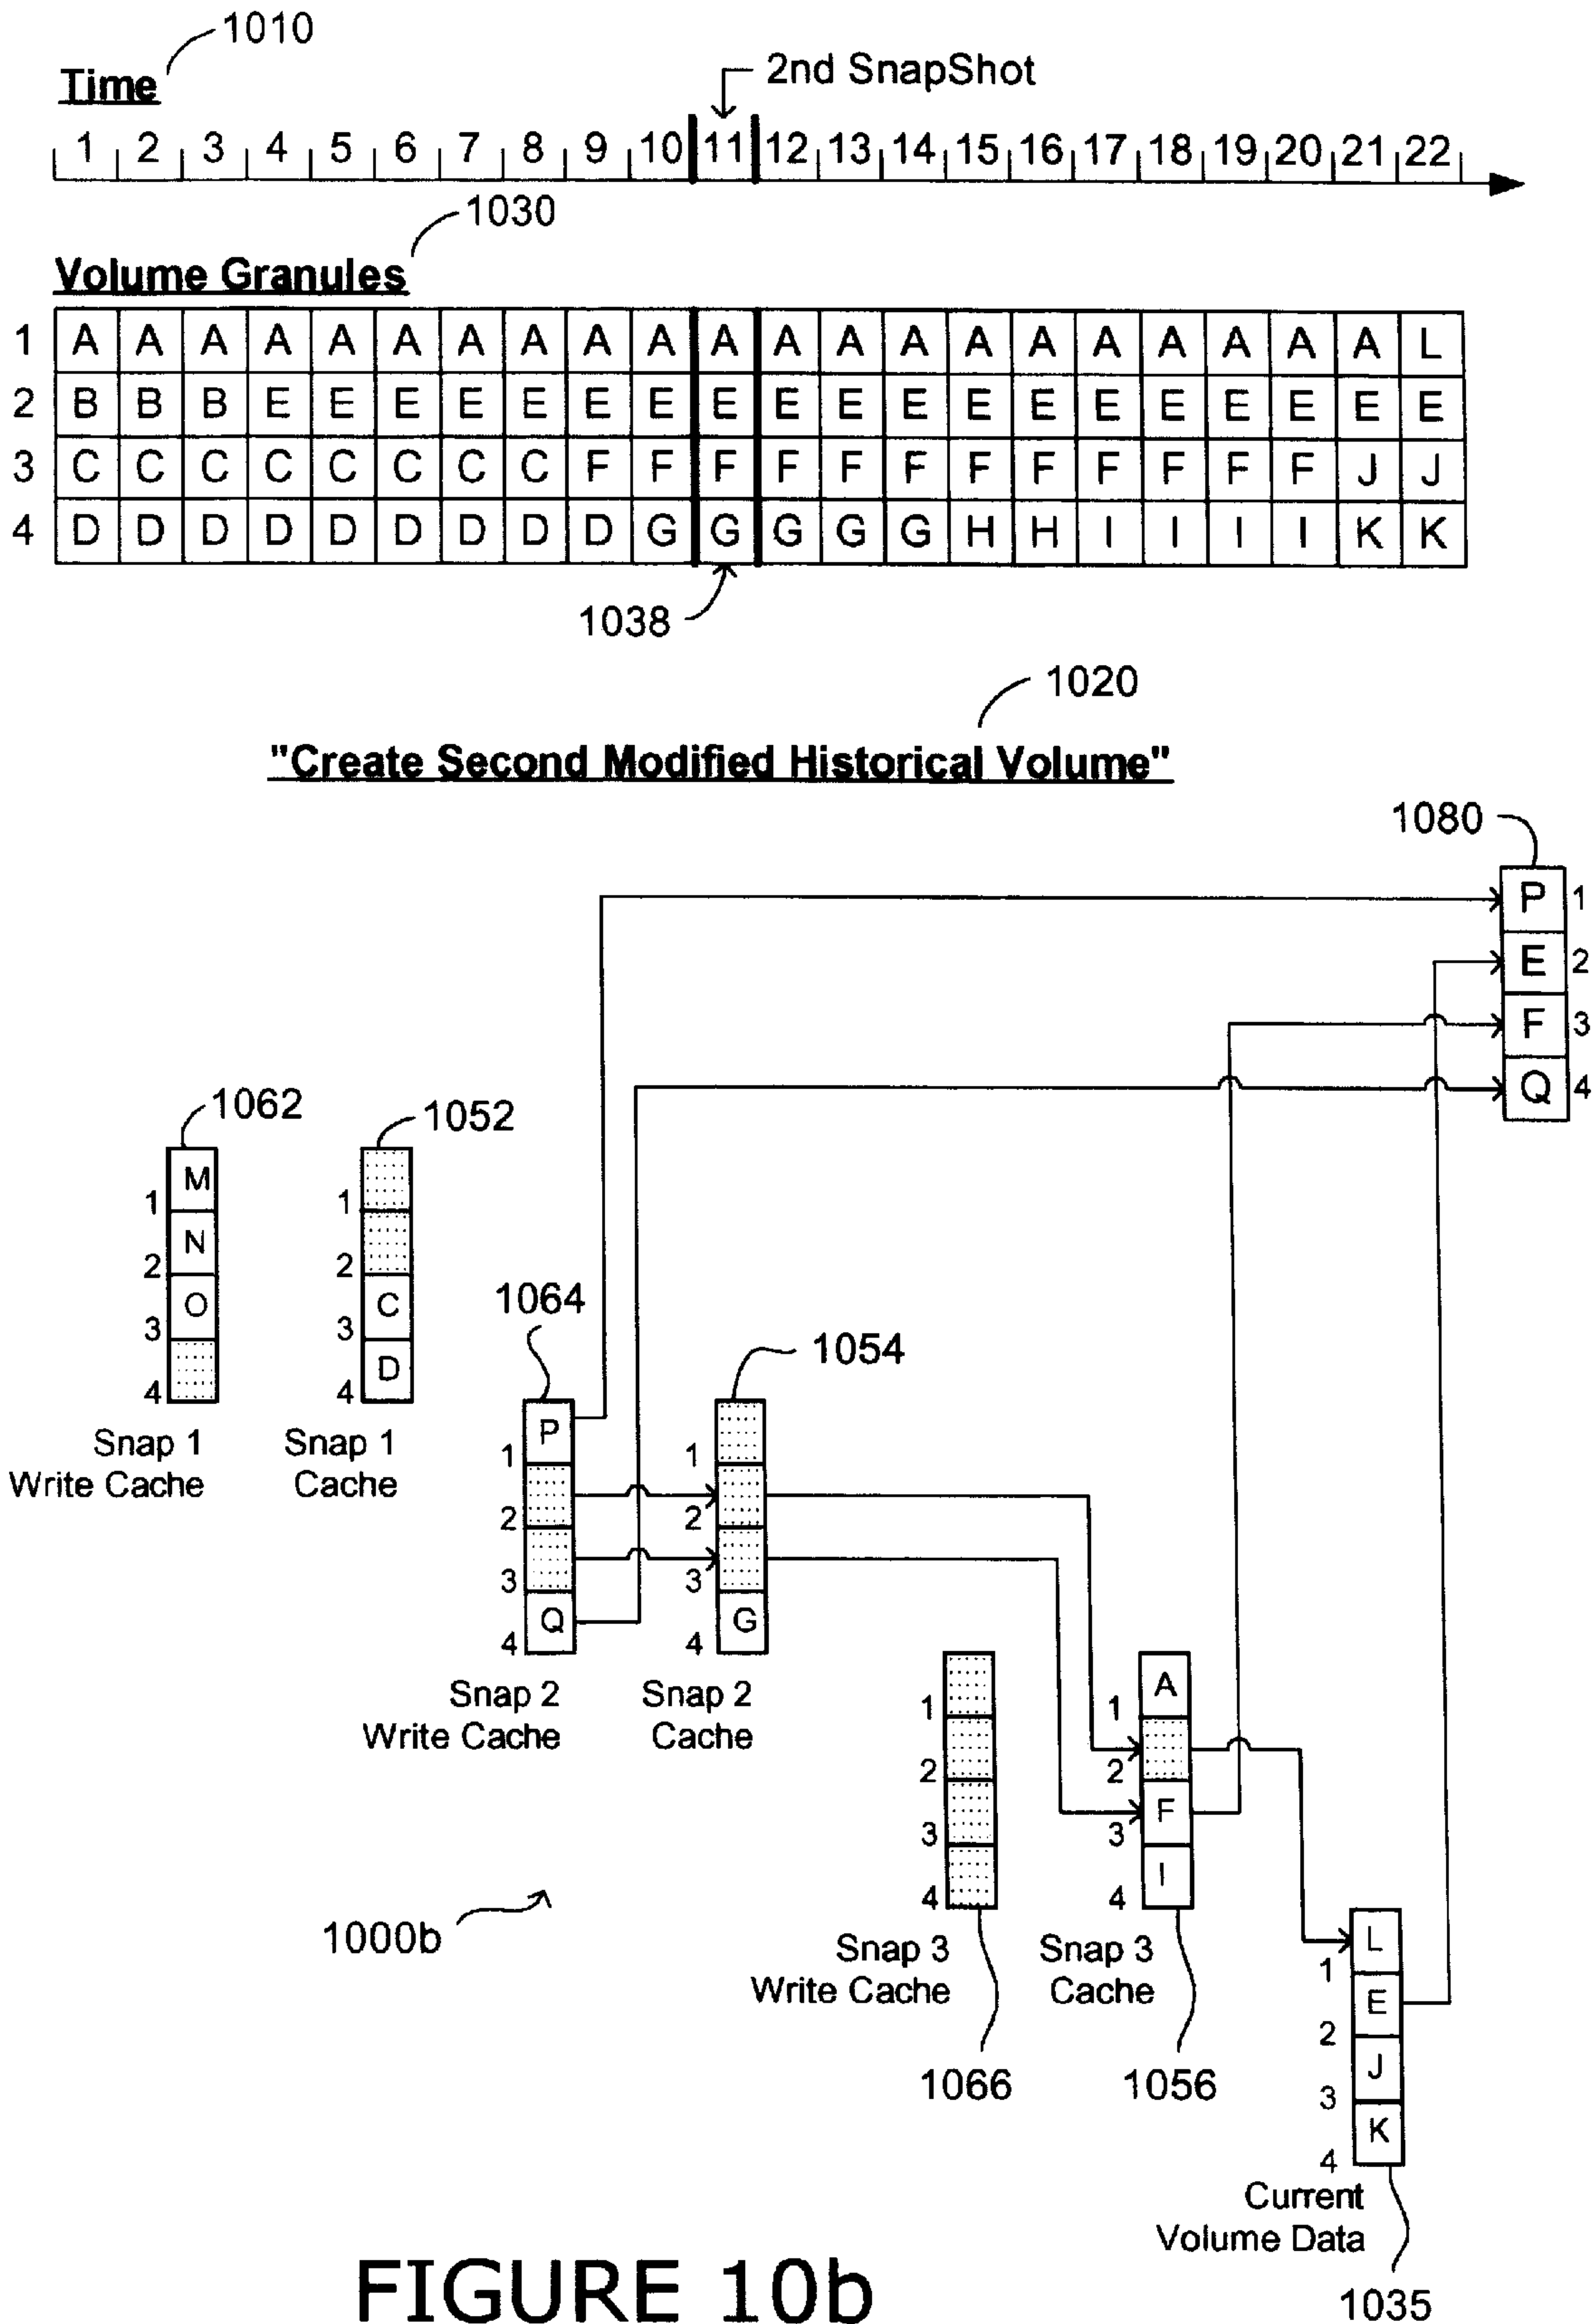 1010
Time
2nd SnapShot
1 2 3 4 5 6 7 8 9 10 11 12 13 14 15 16 17 18 19 20 21 22
1030
Volume Granules
1 A A A A A A A A A A A A A A A A A A A A A L
2 B B B E E E E E E E E E E E E E E E E E E E
3 C C C C C C C C F F F F F F F F F F F F J J
4 D D D D D D D D D G G G G G H H I I I I K K
1038
1020
"Create Second Modified Historical Volume"
1080
P 1
E 2
F 3
Q 4
1062
1 M
2 N
3 O
4
Snap 1
Write Cache
1052
1
2
3 C
4 D
Snap 1
Cache
1064
1 P
2
3
4 Q
Snap 2
Write Cache
1054
1
2
3
4 G
Snap 2
Cache
1
2
3
4
Snap 3
Write Cache
1066
1 A
2
3 F
4 I
Snap 3
Cache
1056
1000b
1 L
2 E
3 J
4 K
Current
Volume Data
1035
FIGURE 10b